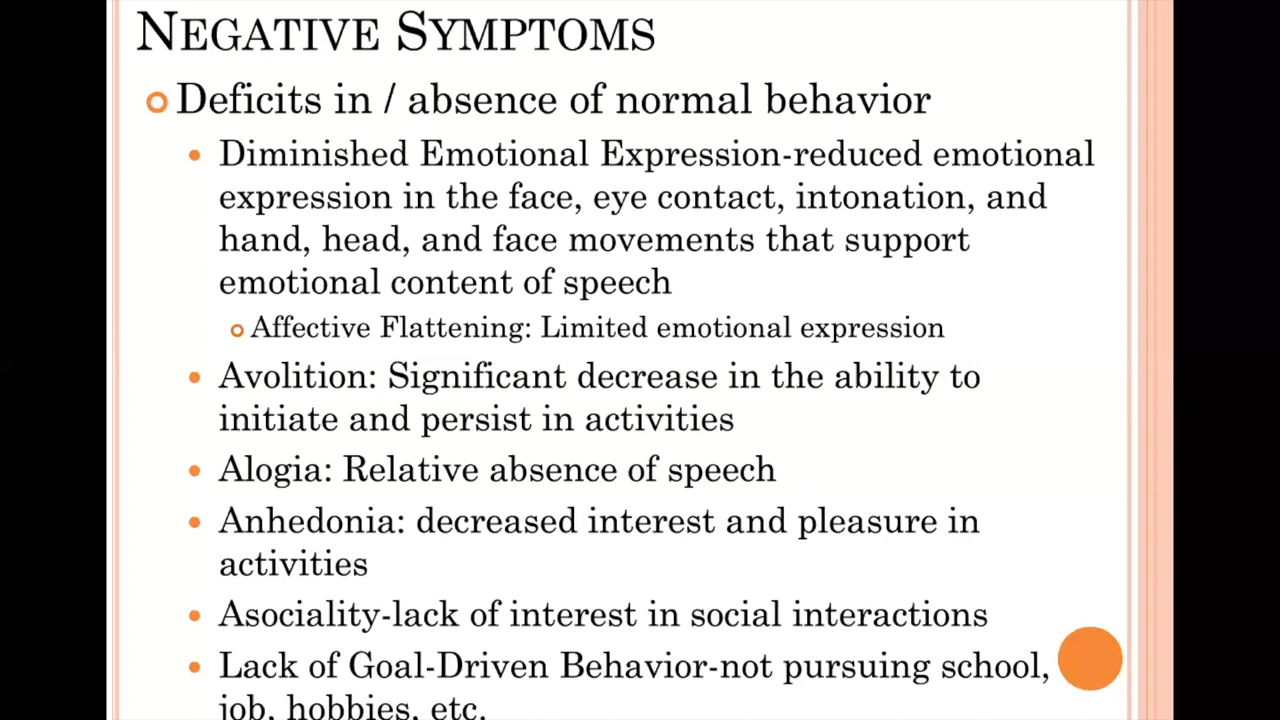 NEGATIVE SYMPTOMS
Deficits in / absence of normal behavior
Diminished Emotional Expression-reduced emotional
expression in the face, eye contact, intonation, and
hand, head, and face movements that support
emotional content of speech
Affective Flattening: Limited emotional expression
Avolition: Significant decrease in the ability to
initiate and persist in activities
Alogia: Relative absence of speech
Anhedonia: decreased interest and pleasure in
activities
Asociality-lack of interest in social interactions
Lack of Goal-Driven Behavior-not pursuing school,
job, hobbies, etc.